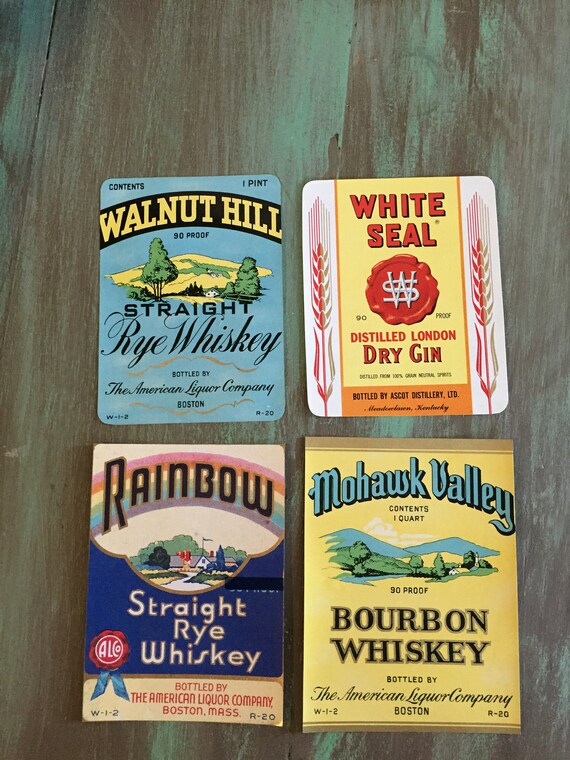 CONTENTS 1 PINT
WALNUT HILL
90 PROOF
STRAIGHT
Rye Whiskey
BOTTLED BY
The American Liquor Company
BOSTON
W-1-2 R-20
WHITE
SEAL®
WS
90 PROOF
DISTILLED LONDON
DRY GIN
DISTILLED FROM 100% GRAIN NEUTRAL SPIRITS
BOTTLED BY ASCOT DISTILLERY, LTD.
Meadowlawn, Kentucky
RAINBOW
90 PROOF
Straight
Rye
Whiskey
ALCO
BOTTLED BY
THE AMERICAN LIQUOR COMPANY,
BOSTON, MASS.
W-1-2 R-20
Mohawk Valley
CONTENTS
1 QUART
90 PROOF
BOURBON
WHISKEY
BOTTLED BY
The American Liquor Company
W-1-2 BOSTON R-20